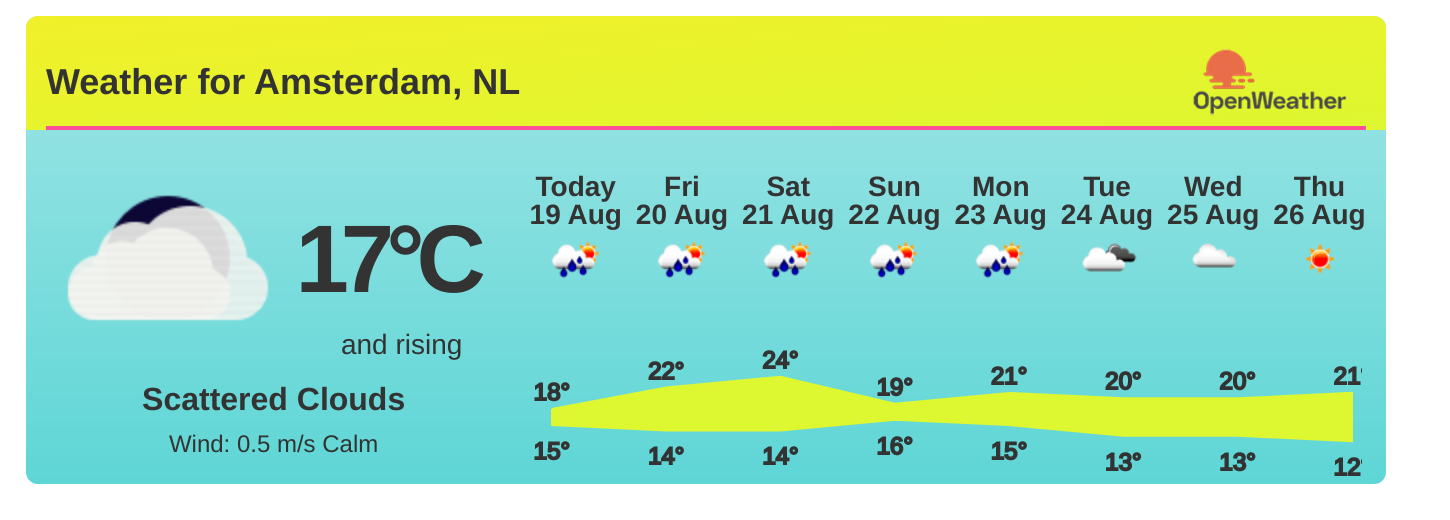 Weather for Amsterdam, NL
OpenWeather
17°C
and rising
Scattered Clouds
Wind: 0.5 m/s Calm
Today Fri Sat Sun Mon Tue Wed Thu
19 Aug 20 Aug 21 Aug 22 Aug 23 Aug 24 Aug 25 Aug 26 Aug
18° 22° 24° 19° 21° 20° 20° 21°
15° 14° 14° 16° 15° 13° 13° 12°